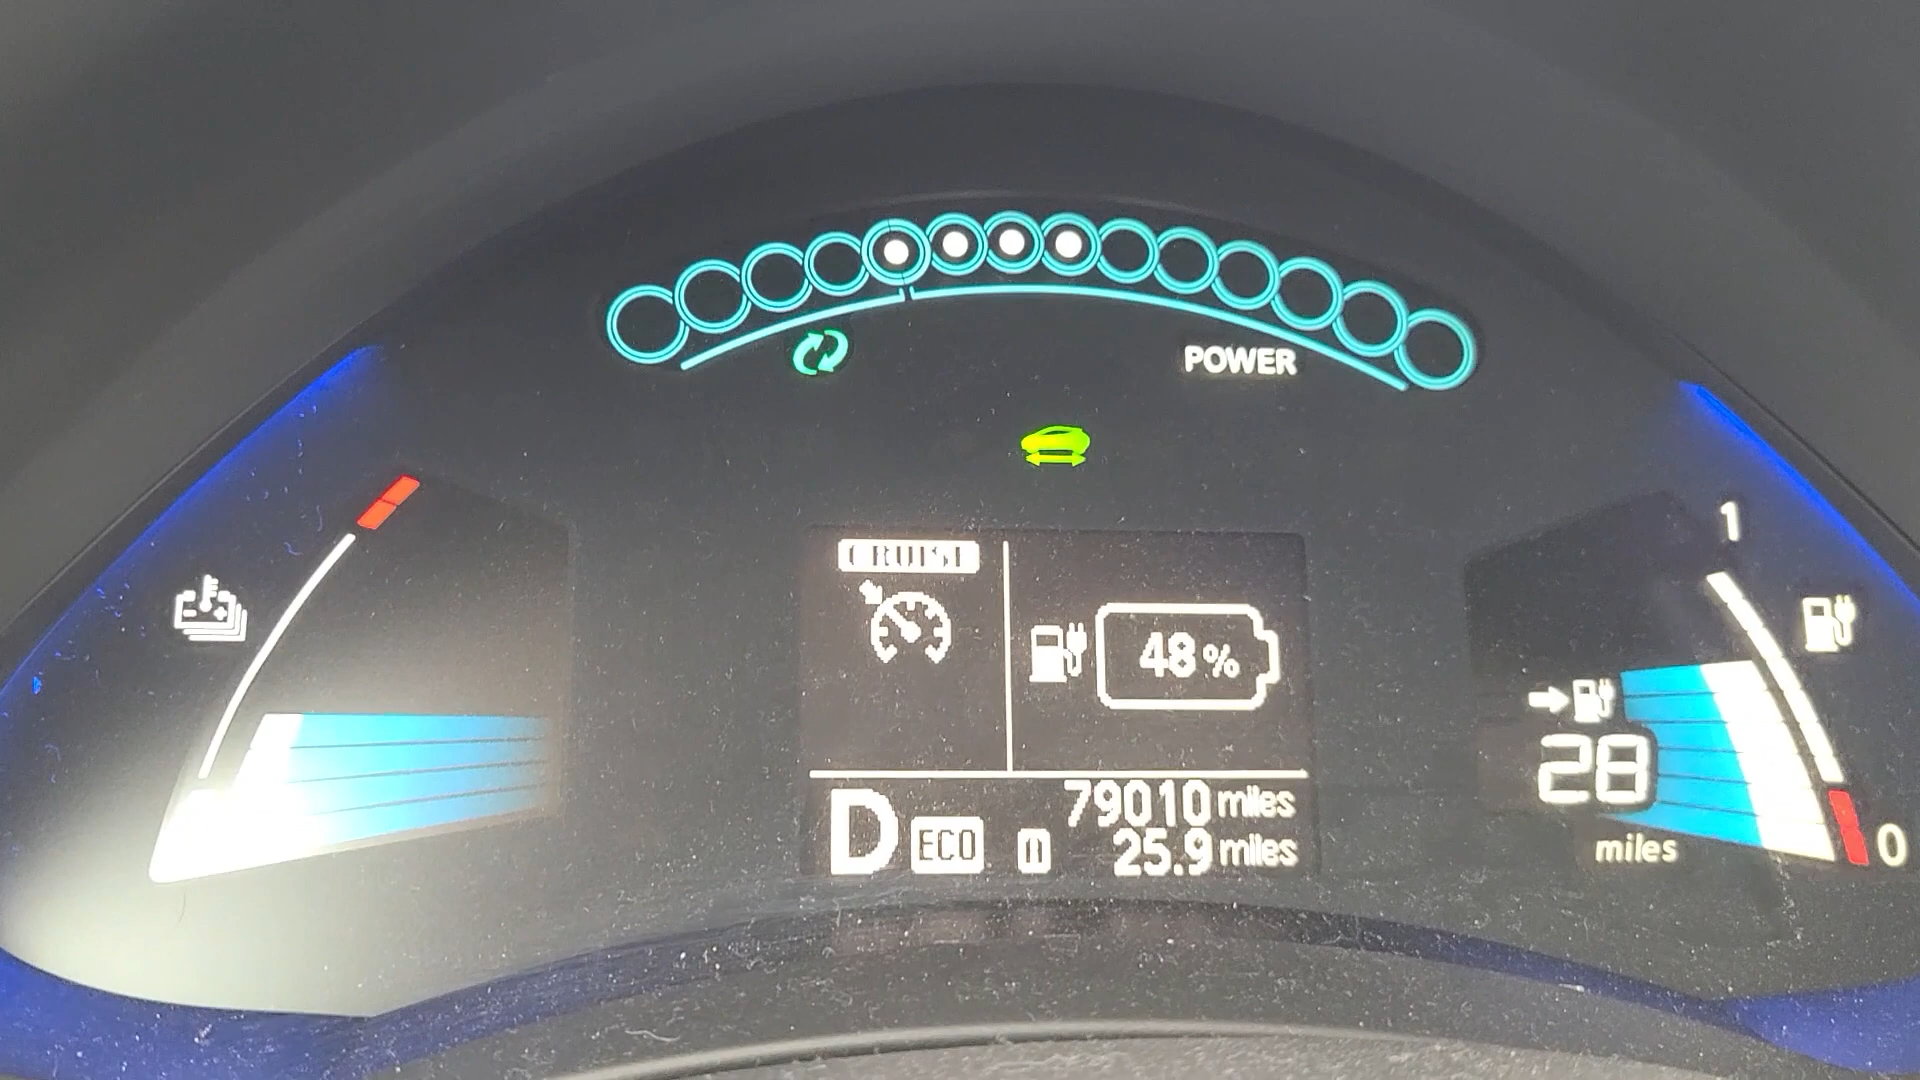 POWER
CRUISE
48%
1
28
miles
0
79010 miles
D ECO 25.9 miles